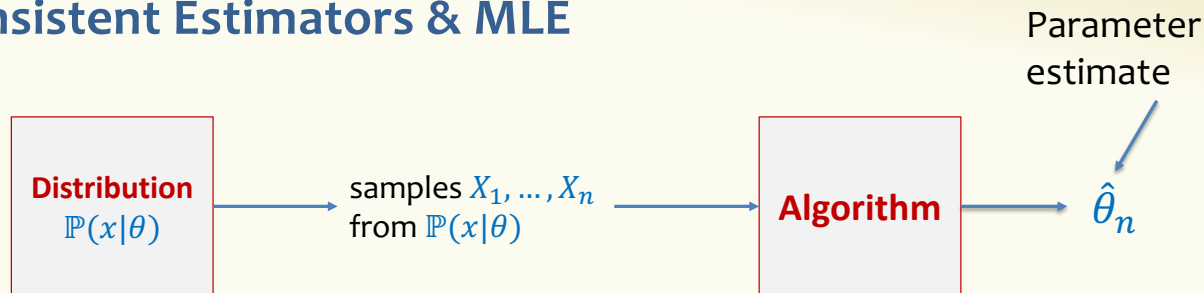 nsistent Estimators & MLE
Parameter
estimate
Distribution
ℙ(x|θ)
samples X₁, … , Xₙ
from ℙ(x|θ)
Algorithm
θ̂ₙ